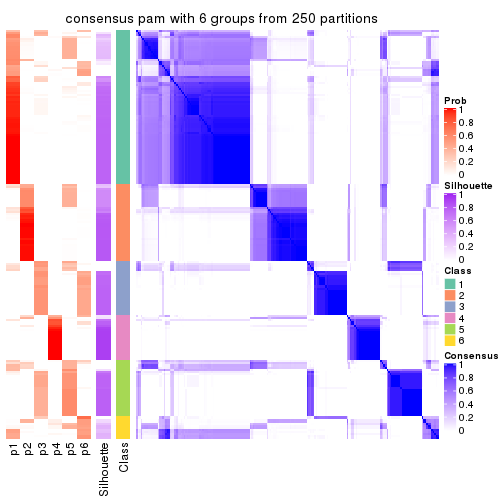 consensus pam with 6 groups from 250 partitions
Prob
1
0.8
0.6
0.4
0.2
0
Silhouette
1
0.8
0.6
0.4
0.2
0
Class
1
2
3
4
5
6
Consensus
1
0.8
0.6
0.4
0.2
0
p1
p2
p3
p4
p5
p6
Silhouette
Class